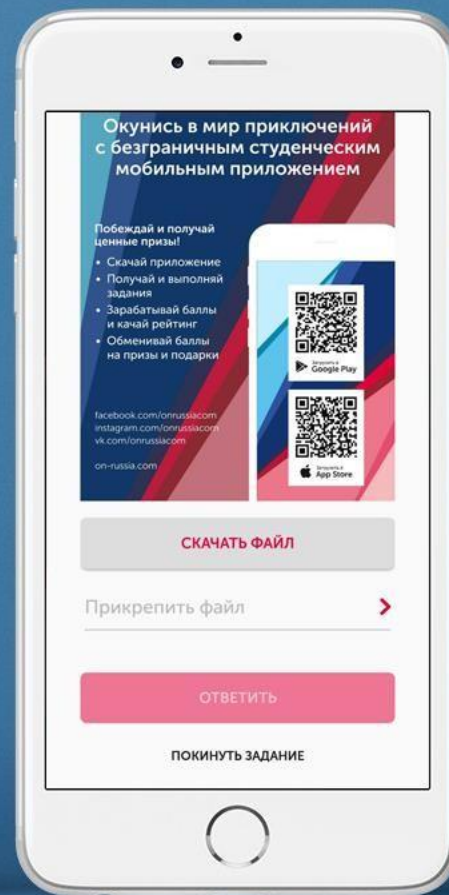 Окунись в мир приключений
с безграничным студенческим
мобильным приложением
Побеждай и получай
ценные призы!
• Скачай приложение
• Получай и выполняй
задания
• Зарабатывай баллы
и качай рейтинг
• Обменивай баллы
на призы и подарки
facebook.com/onrussiacom
instagram.com/onrussiacom
vk.com/onrussiacom
on-russia.com
Загрузить в
Google Play
Загрузить в
App Store
СКАЧАТЬ ФАЙЛ
Прикрепить файл
ОТВЕТИТЬ
ПОКИНУТЬ ЗАДАНИЕ